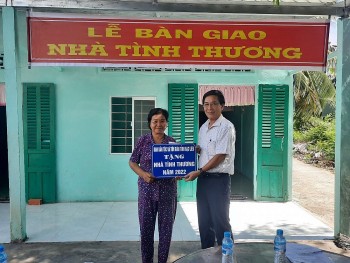 LỄ BÀN GIAO
NHÀ TÌNH THƯƠNG
TẶNG
NHÀ TÌNH THƯƠNG
NĂM 2022